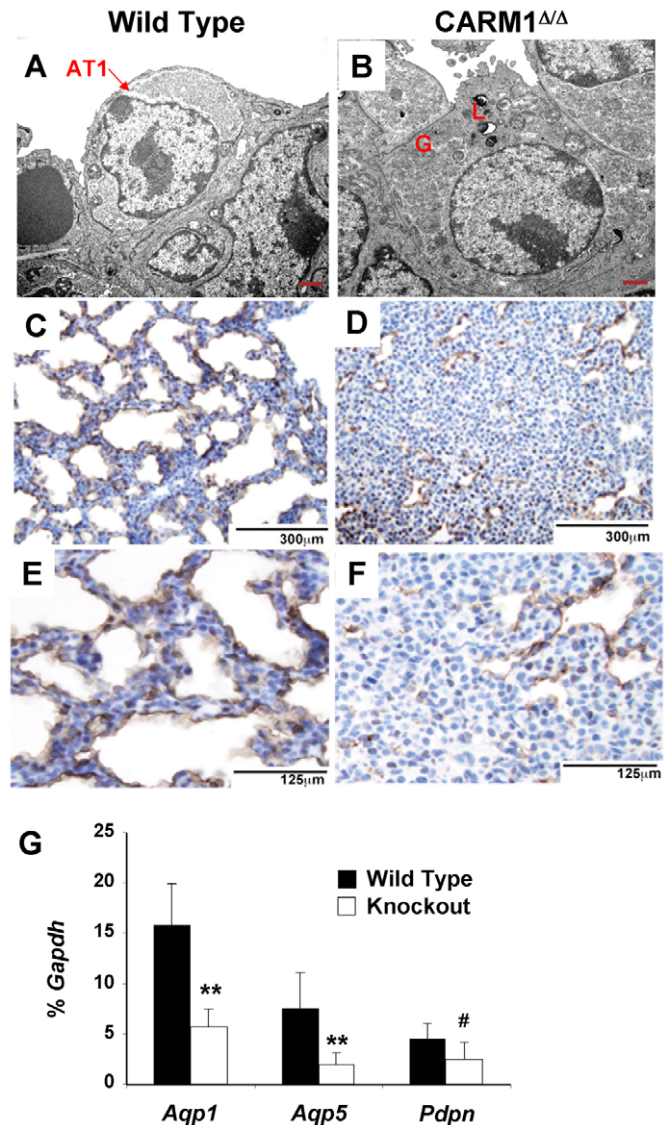 Wild Type
CARM1Δ/Δ
A
AT1
B
L
G
C
300μm
D
300μm
E
125μm
F
125μm
G
25
20
15
10
5
0
% Gapdh
Wild Type
Knockout
**
**
#
Aqp1
Aqp5
Pdpn